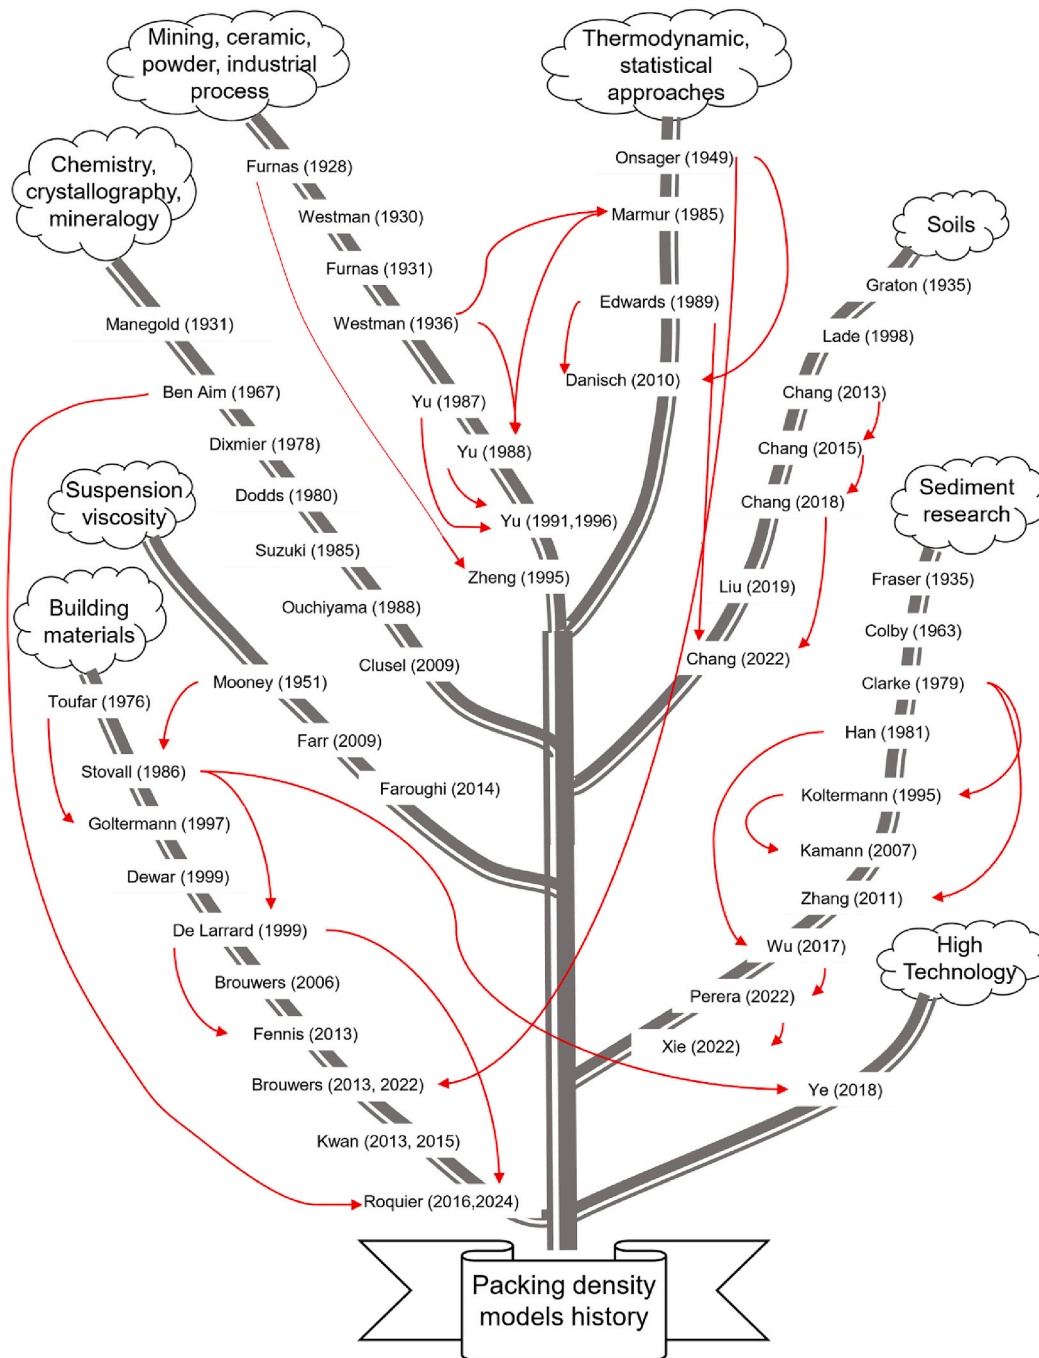 Mining, ceramic,
powder, industrial
process
Furnas (1928)
Westman (1930)
Furnas (1931)
Westman (1936)
Yu (1987)
Yu (1988)
Yu (1991,1996)
Zheng (1995)
Thermodynamic,
statistical
approaches
Onsager (1949)
Marmur (1985)
Edwards (1989)
Danisch (2010)
Chemistry,
crystallography,
mineralogy
Manegold (1931)
Ben Aim (1967)
Dixmier (1978)
Dodds (1980)
Suzuki (1985)
Ouchiyama (1988)
Clusel (2009)
Soils
Graton (1935)
Lade (1998)
Chang (2013)
Chang (2015)
Chang (2018)
Liu (2019)
Chang (2022)
Suspension
viscosity
Mooney (1951)
Farr (2009)
Faroughi (2014)
Sediment
research
Fraser (1935)
Colby (1963)
Clarke (1979)
Han (1981)
Koltermann (1995)
Kamann (2007)
Zhang (2011)
Wu (2017)
Perera (2022)
Xie (2022)
Building
materials
Toufar (1976)
Stovall (1986)
Goltermann (1997)
Dewar (1999)
De Larrard (1999)
Brouwers (2006)
Fennis (2013)
Brouwers (2013, 2022)
Kwan (2013, 2015)
Roquier (2016,2024)
High
Technology
Ye (2018)
Packing density
models history